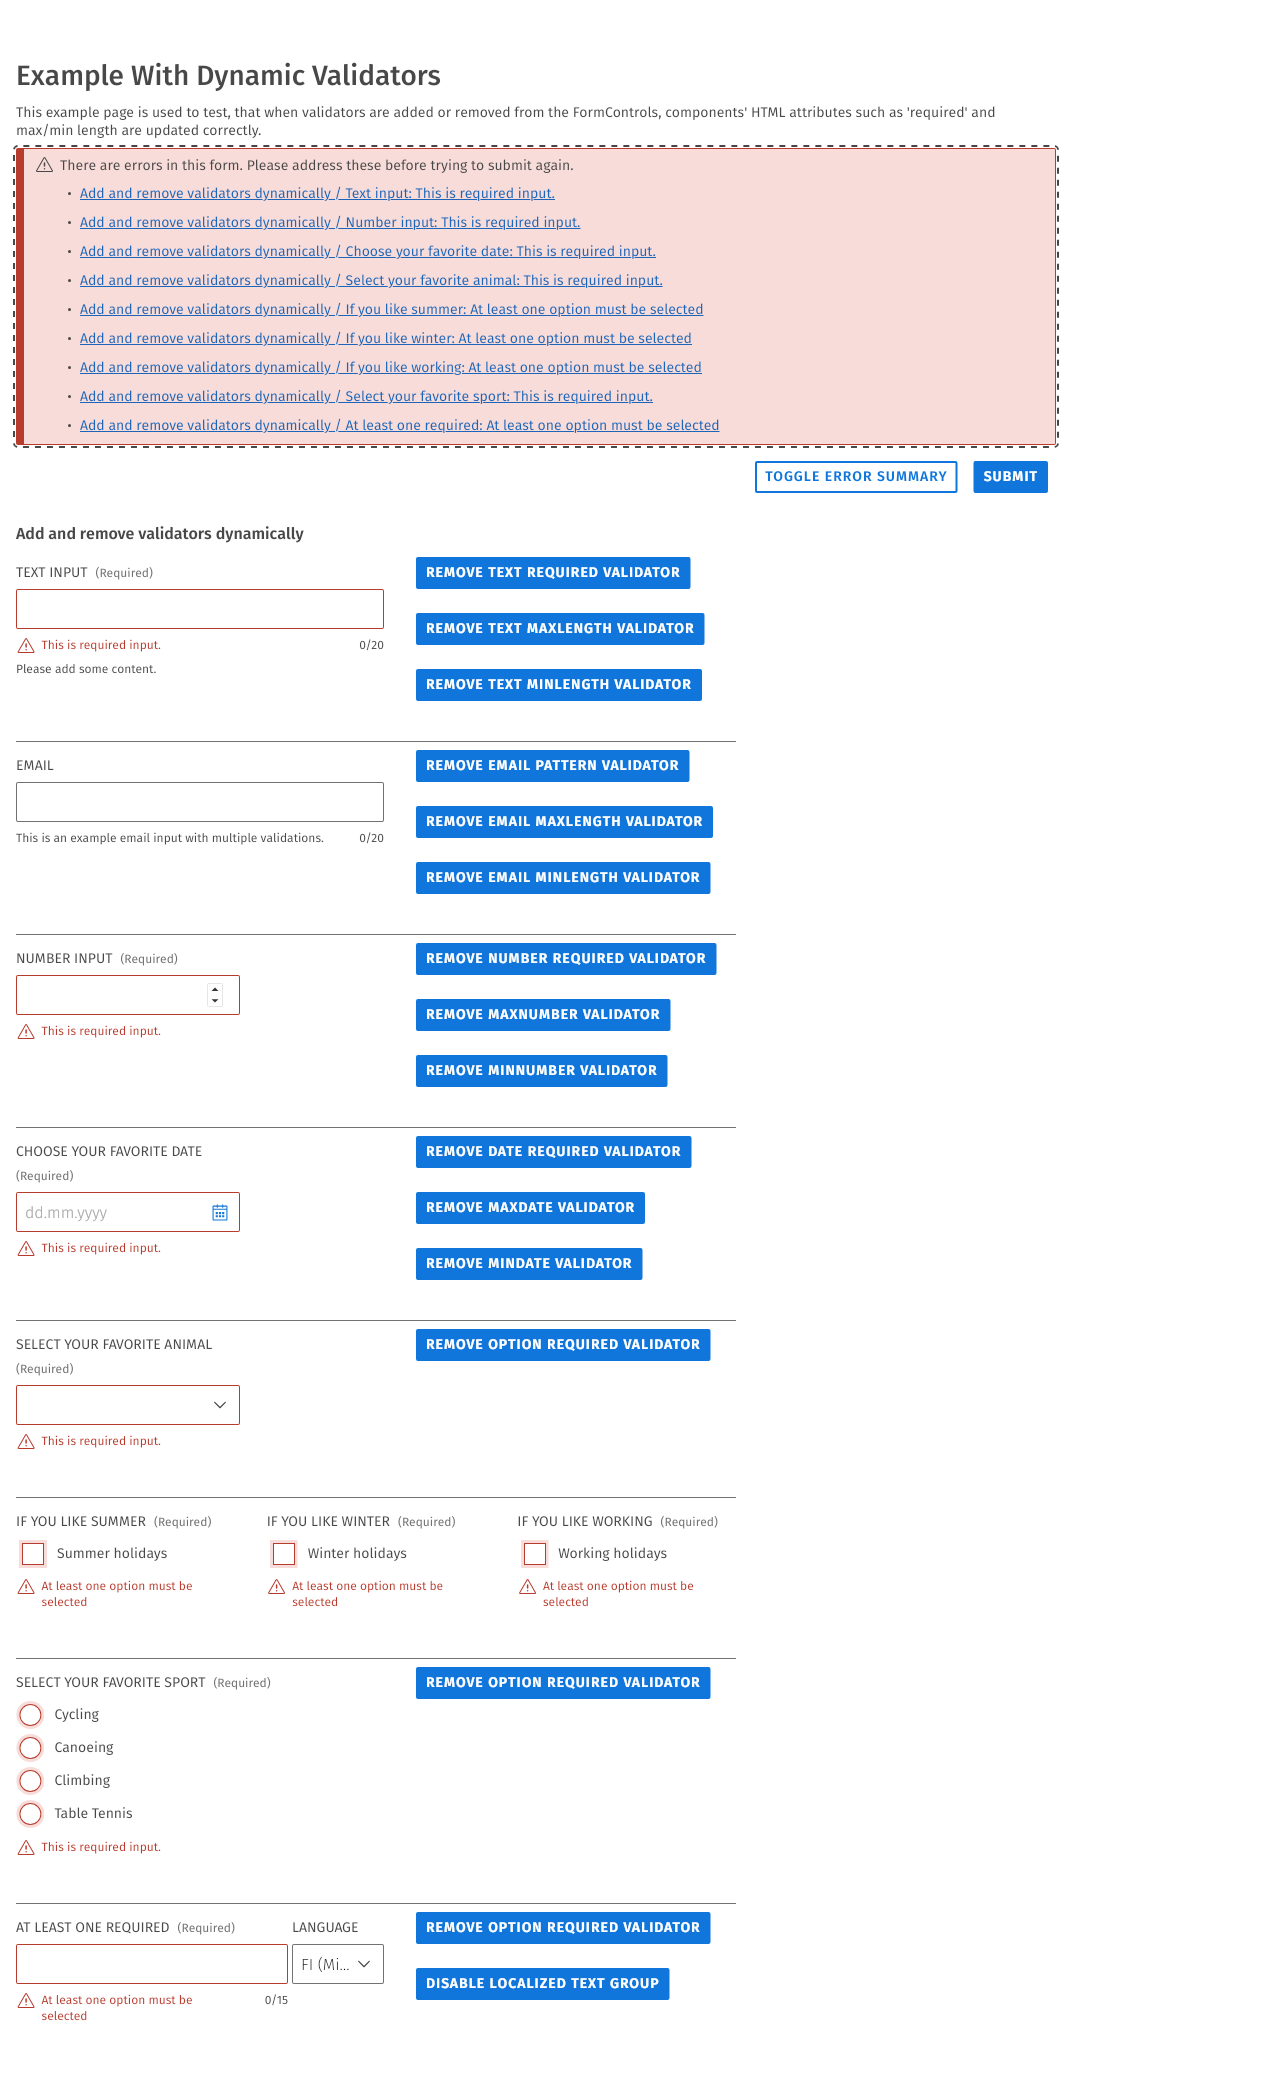 Example With Dynamic Validators
This example page is used to test, that when validators are added or removed from the FormControls, components' HTML attributes such as 'required' and
max/min length are updated correctly.
There are errors in this form. Please address these before trying to submit again.
• Add and remove validators dynamically / Text input: This is required input.
• Add and remove validators dynamically / Number input: This is required input.
• Add and remove validators dynamically / Choose your favorite date: This is required input.
• Add and remove validators dynamically / Select your favorite animal: This is required input.
• Add and remove validators dynamically / If you like summer: At least one option must be selected
• Add and remove validators dynamically / If you like winter: At least one option must be selected
• Add and remove validators dynamically / If you like working: At least one option must be selected
• Add and remove validators dynamically / Select your favorite sport: This is required input.
• Add and remove validators dynamically / At least one required: At least one option must be selected
TOGGLE ERROR SUMMARY SUBMIT
Add and remove validators dynamically
TEXT INPUT (Required)
This is required input. 0/20
Please add some content.
REMOVE TEXT REQUIRED VALIDATOR
REMOVE TEXT MAXLENGTH VALIDATOR
REMOVE TEXT MINLENGTH VALIDATOR
EMAIL
This is an example email input with multiple validations. 0/20
REMOVE EMAIL PATTERN VALIDATOR
REMOVE EMAIL MAXLENGTH VALIDATOR
REMOVE EMAIL MINLENGTH VALIDATOR
NUMBER INPUT (Required)
This is required input.
REMOVE NUMBER REQUIRED VALIDATOR
REMOVE MAXNUMBER VALIDATOR
REMOVE MINNUMBER VALIDATOR
CHOOSE YOUR FAVORITE DATE
(Required)
dd.mm.yyyy
This is required input.
REMOVE DATE REQUIRED VALIDATOR
REMOVE MAXDATE VALIDATOR
REMOVE MINDATE VALIDATOR
SELECT YOUR FAVORITE ANIMAL
(Required)
This is required input.
REMOVE OPTION REQUIRED VALIDATOR
IF YOU LIKE SUMMER (Required)
Summer holidays
At least one option must be
selected
IF YOU LIKE WINTER (Required)
Winter holidays
At least one option must be
selected
IF YOU LIKE WORKING (Required)
Working holidays
At least one option must be
selected
SELECT YOUR FAVORITE SPORT (Required)
Cycling
Canoeing
Climbing
Table Tennis
This is required input.
REMOVE OPTION REQUIRED VALIDATOR
AT LEAST ONE REQUIRED (Required) LANGUAGE
FI (Mi...
At least one option must be 0/15
selected
REMOVE OPTION REQUIRED VALIDATOR
DISABLE LOCALIZED TEXT GROUP